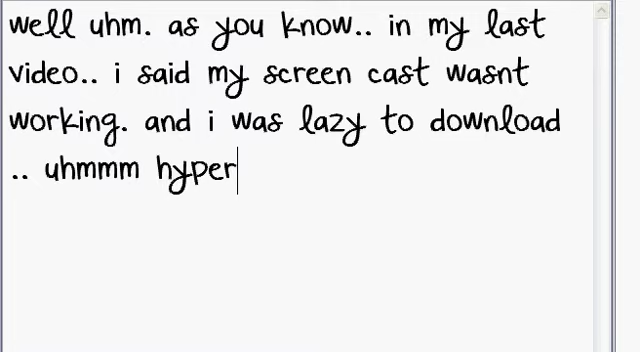 well uhm. as you know.. in my last
video.. i said my screen cast wasnt
working. and i was lazy to download
.. uhmmm hyper